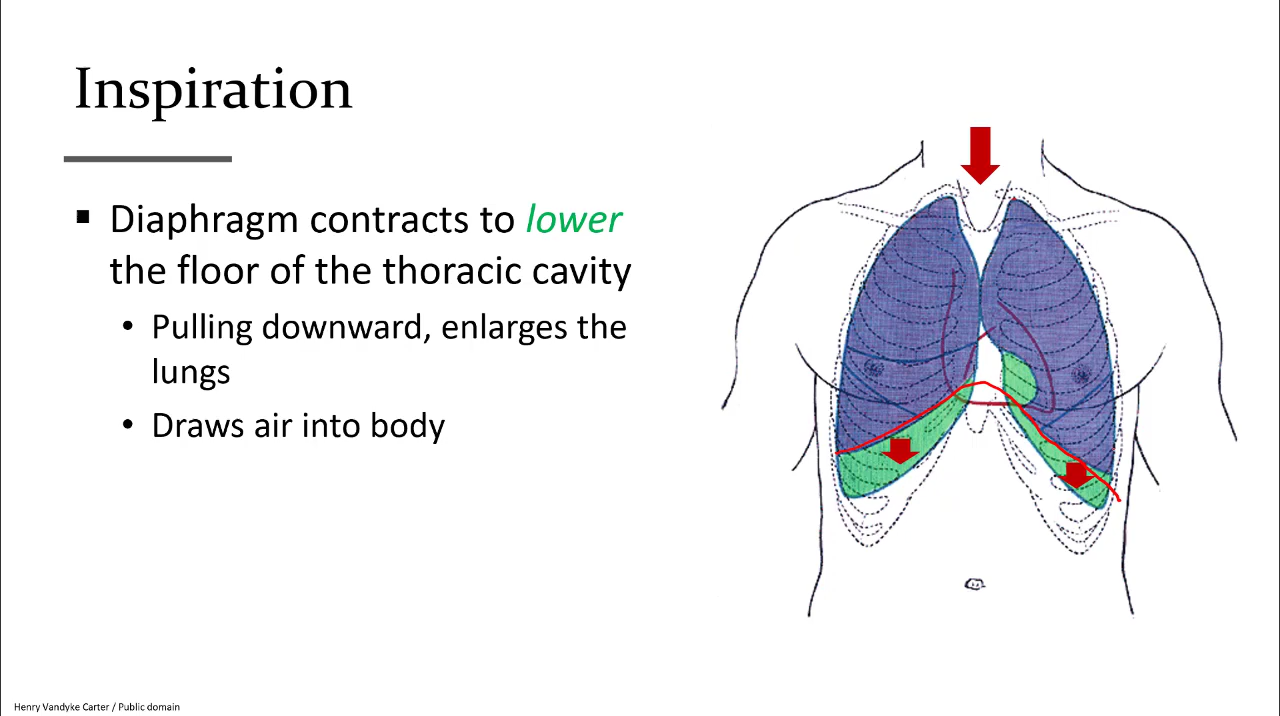 Inspiration
▪ Diaphragm contracts to lower
the floor of the thoracic cavity
• Pulling downward, enlarges the
lungs
• Draws air into body
Henry Vandyke Carter / Public domain